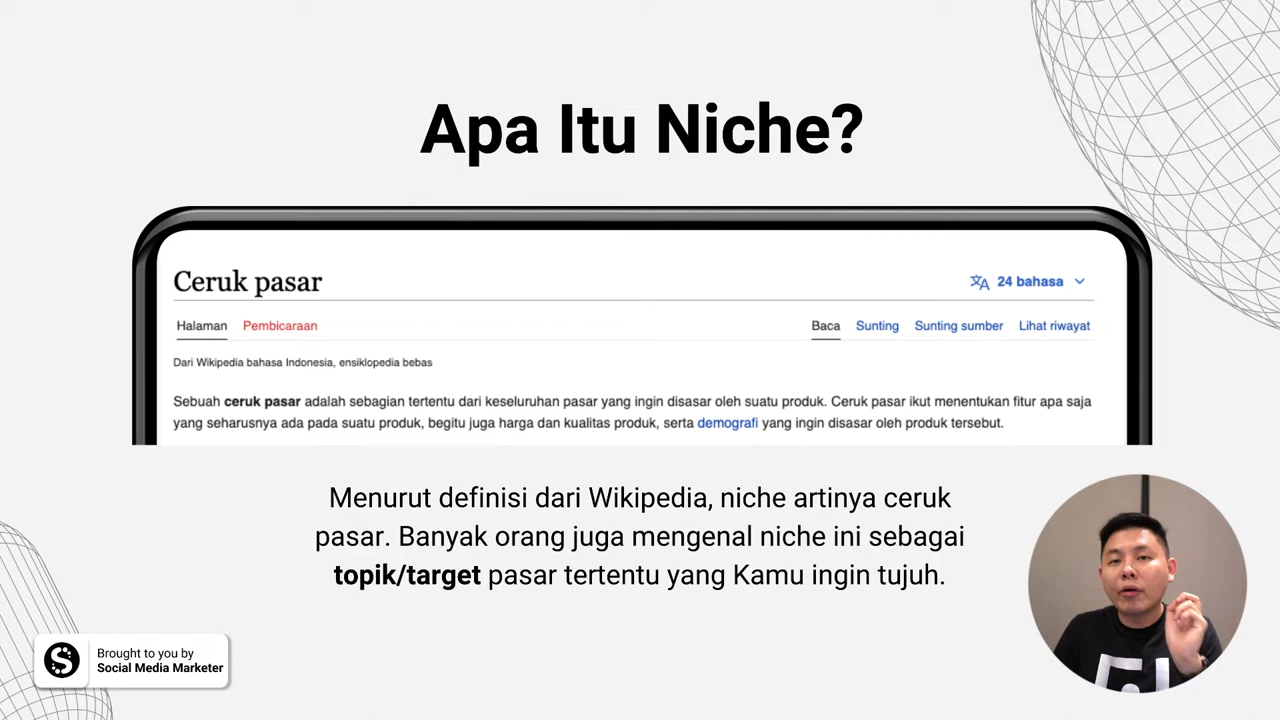 Apa Itu Niche?
Ceruk pasar
24 bahasa
Halaman Pembicaraan
Baca Sunting Sunting sumber Lihat riwayat
Dari Wikipedia bahasa Indonesia, ensiklopedia bebas
Sebuah ceruk pasar adalah sebagian tertentu dari keseluruhan pasar yang ingin disasar oleh suatu produk. Ceruk pasar ikut menentukan fitur apa saja
yang seharusnya ada pada suatu produk, begitu juga harga dan kualitas produk, serta demografi yang ingin disasar oleh produk tersebut.
Menurut definisi dari Wikipedia, niche artinya ceruk
pasar. Banyak orang juga mengenal niche ini sebagai
topik/target pasar tertentu yang Kamu ingin tujuh.
Brought to you by
Social Media Marketer